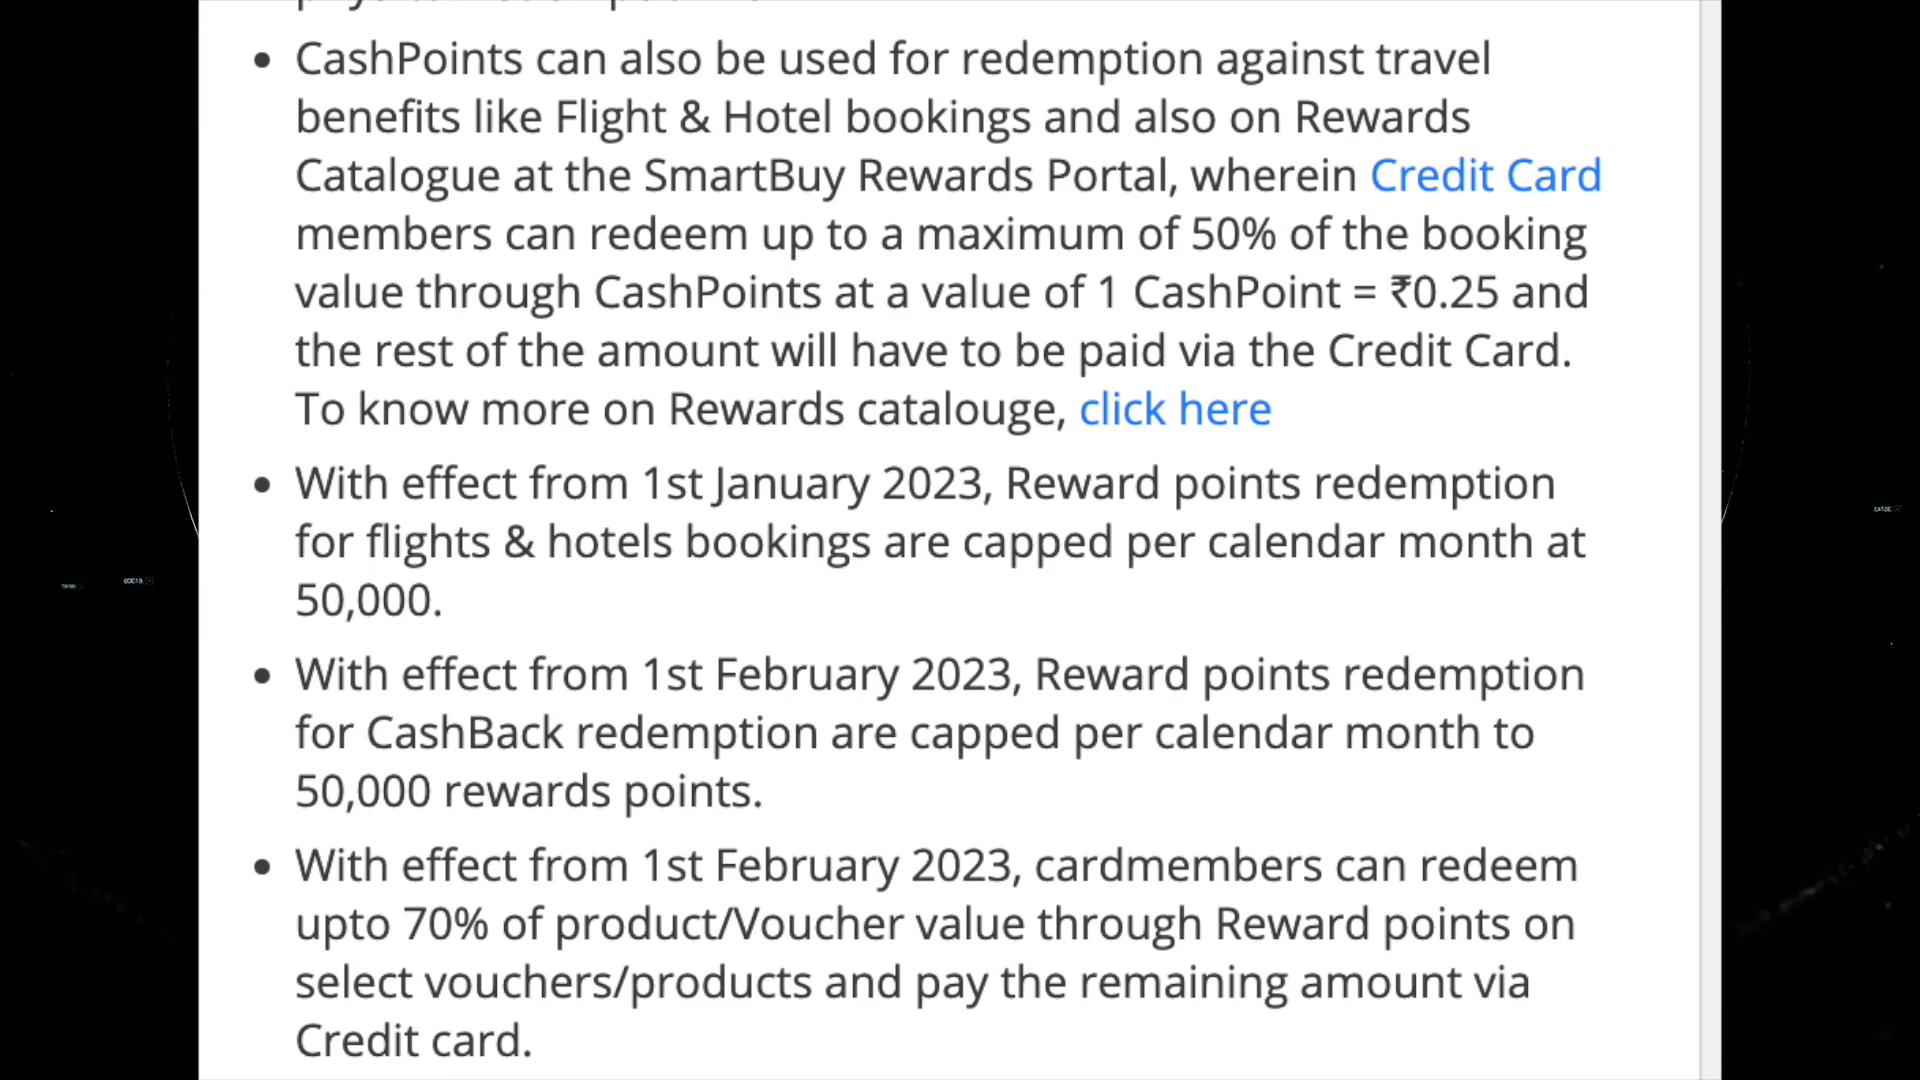 CashPoints can also be used for redemption against travel
benefits like Flight & Hotel bookings and also on Rewards
Catalogue at the SmartBuy Rewards Portal, wherein Credit Card
members can redeem up to a maximum of 50% of the booking
value through CashPoints at a value of 1 CashPoint = ₹0.25 and
the rest of the amount will have to be paid via the Credit Card.
To know more on Rewards catalouge, click here
With effect from 1st January 2023, Reward points redemption
for flights & hotels bookings are capped per calendar month at
50,000.
With effect from 1st February 2023, Reward points redemption
for CashBack redemption are capped per calendar month to
50,000 rewards points.
With effect from 1st February 2023, cardmembers can redeem
upto 70% of product/Voucher value through Reward points on
select vouchers/products and pay the remaining amount via
Credit card.